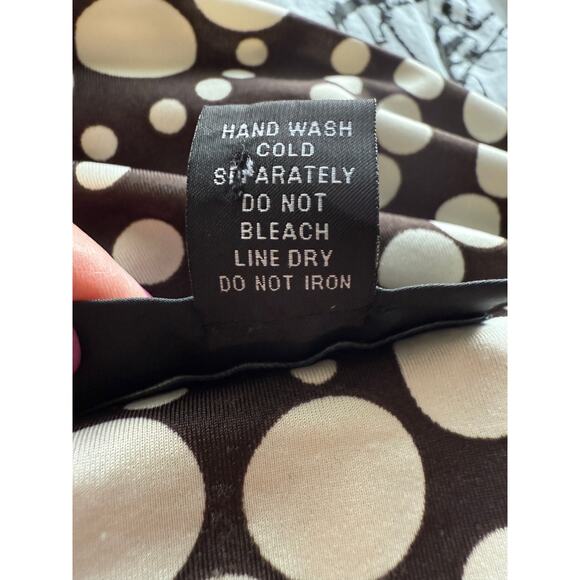 HAND WASH
COLD
SEPARATELY
DO NOT
BLEACH
LINE DRY
DO NOT IRON